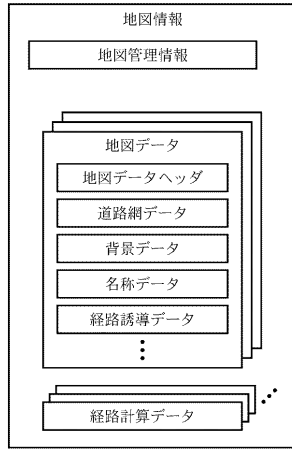 地図情報
地図管理情報
地図データ
地図データヘッダ
道路網データ
背景データ
名称データ
経路誘導データ
経路計算データ